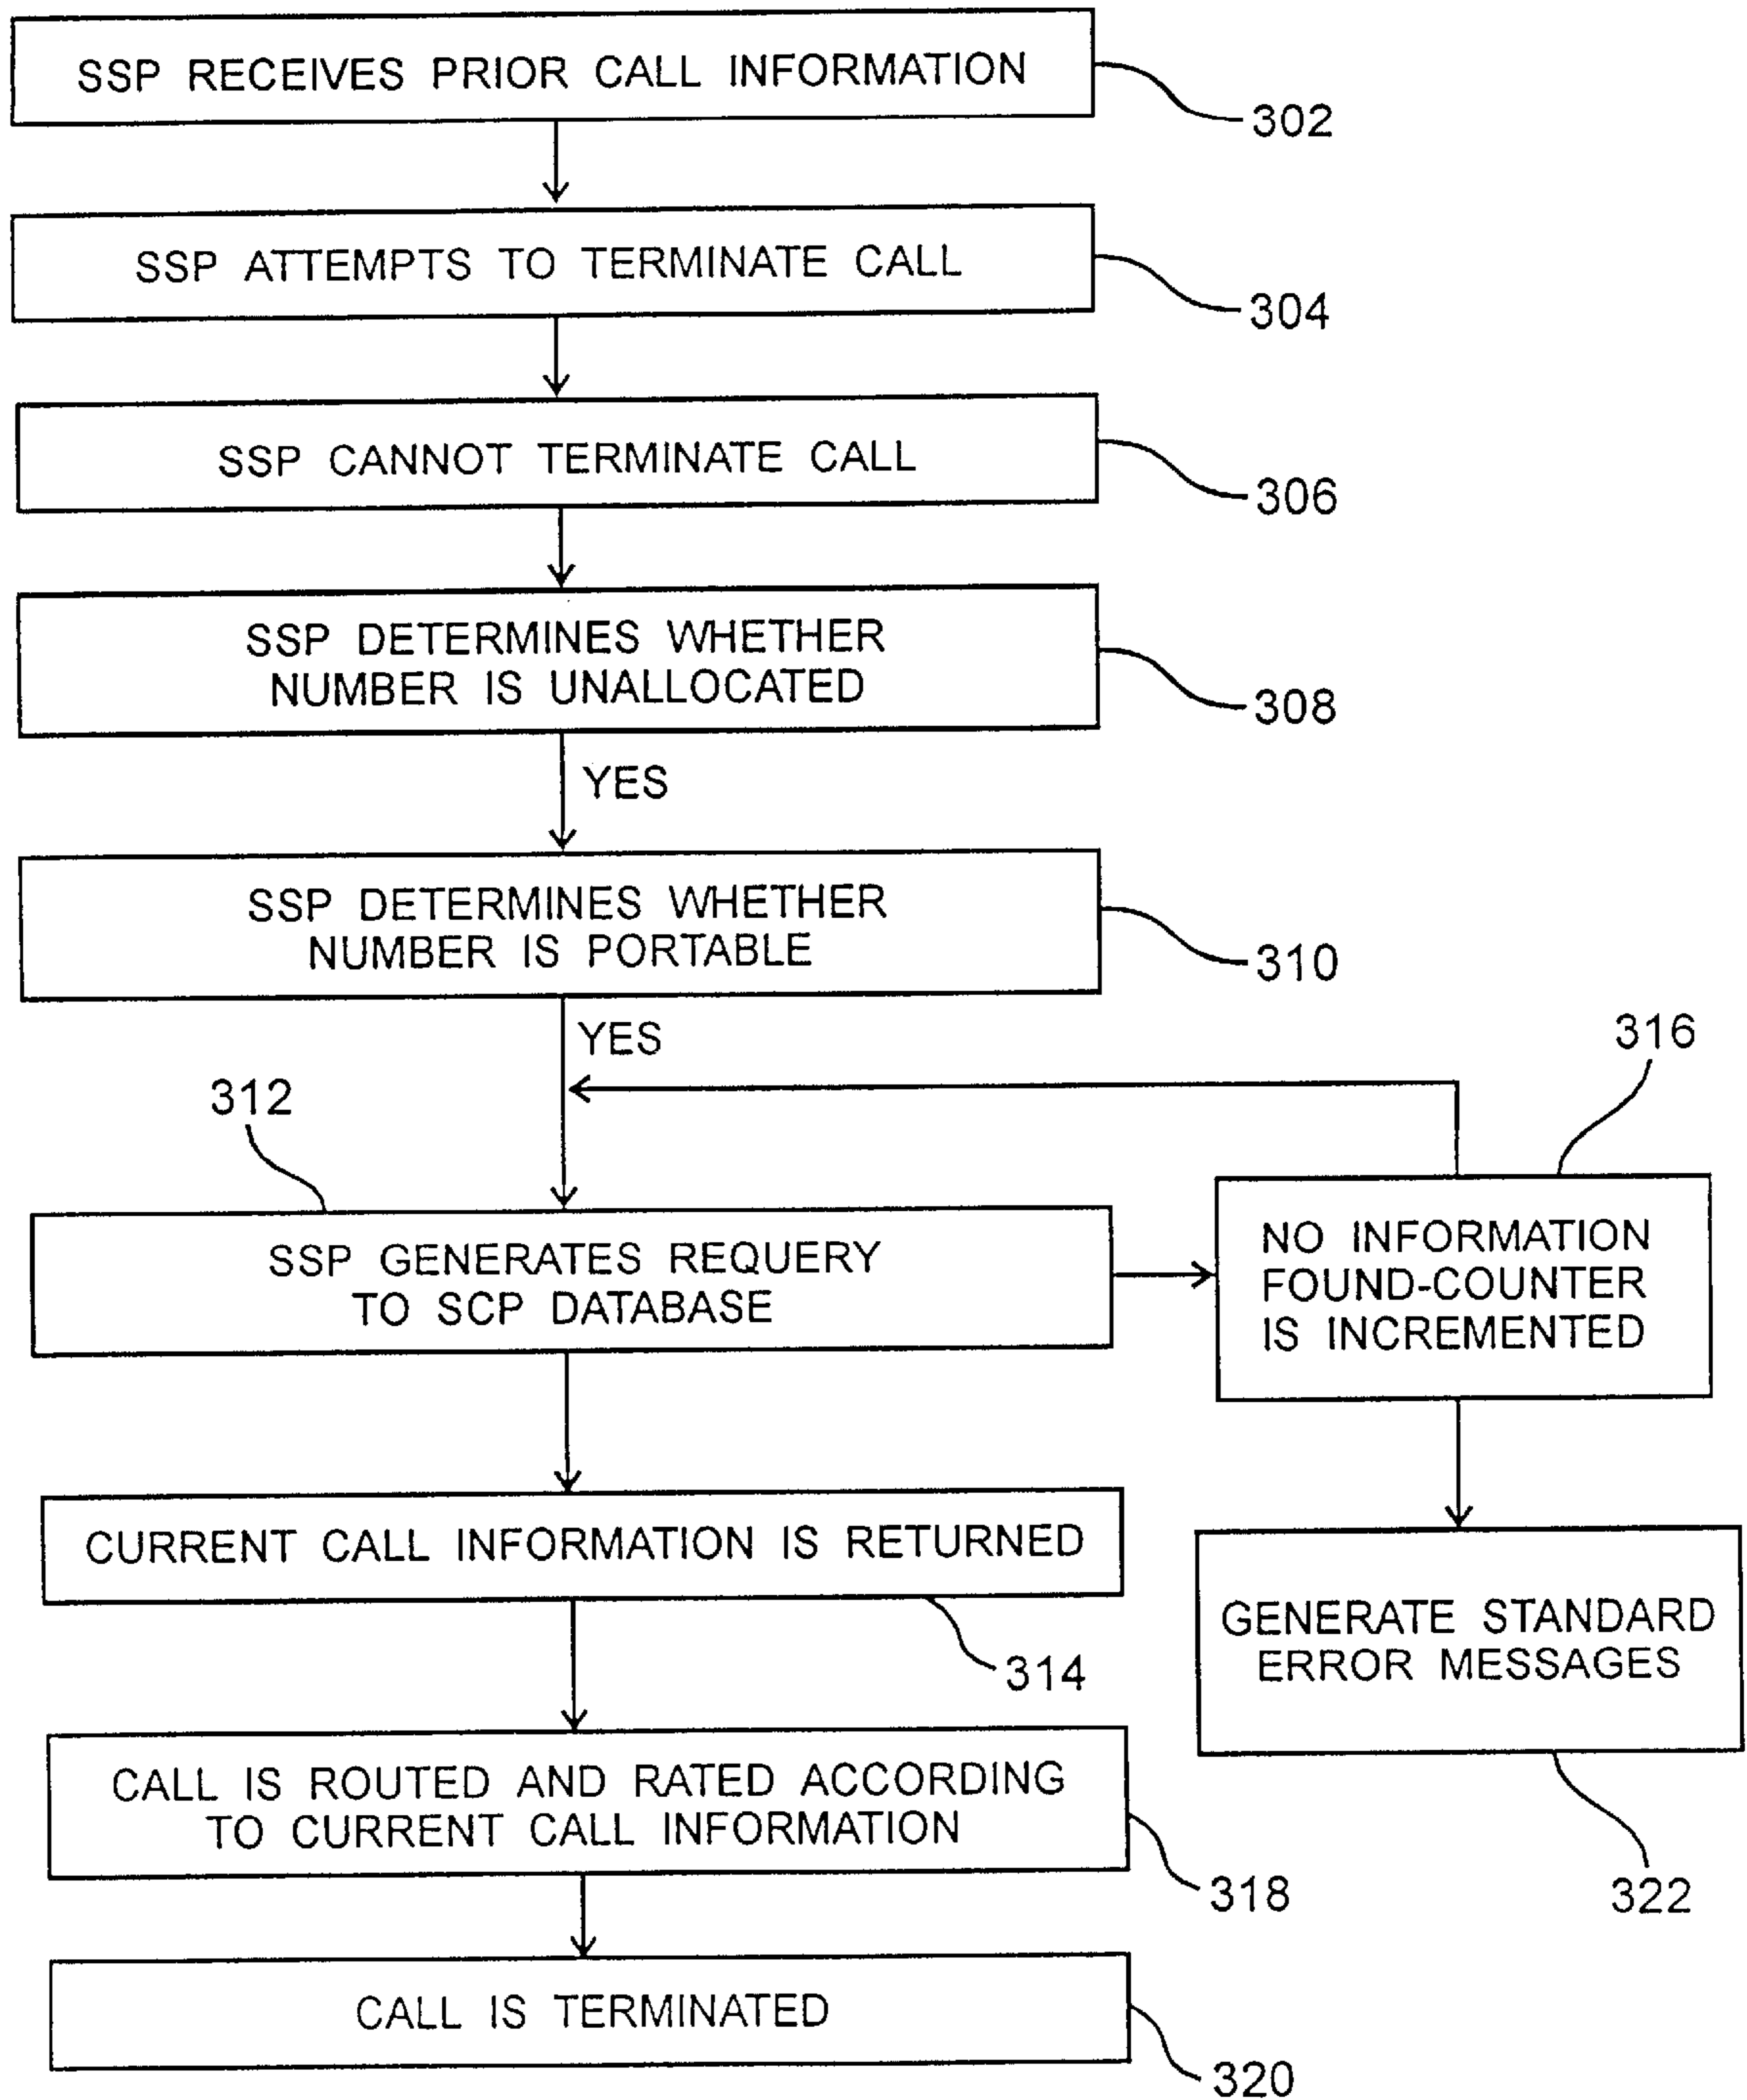 SSP RECEIVES PRIOR CALL INFORMATION
302
SSP ATTEMPTS TO TERMINATE CALL
304
SSP CANNOT TERMINATE CALL
306
SSP DETERMINES WHETHER
NUMBER IS UNALLOCATED
308
YES
SSP DETERMINES WHETHER
NUMBER IS PORTABLE
310
YES
316
312
SSP GENERATES REQUERY
TO SCP DATABASE
NO INFORMATION
FOUND-COUNTER
IS INCREMENTED
CURRENT CALL INFORMATION IS RETURNED
314
GENERATE STANDARD
ERROR MESSAGES
322
CALL IS ROUTED AND RATED ACCORDING
TO CURRENT CALL INFORMATION
318
CALL IS TERMINATED
320